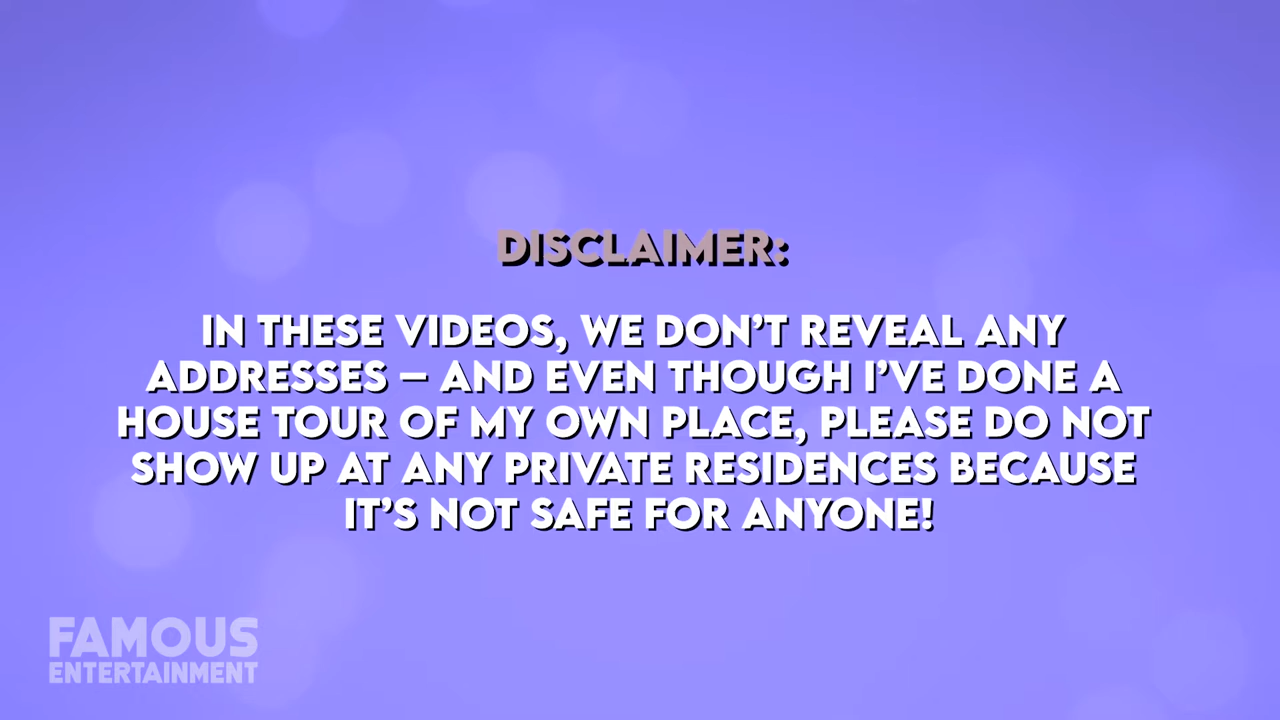 DISCLAIMER:
IN THESE VIDEOS, WE DON'T REVEAL ANY
ADDRESSES – AND EVEN THOUGH I'VE DONE A
HOUSE TOUR OF MY OWN PLACE, PLEASE DO NOT
SHOW UP AT ANY PRIVATE RESIDENCES BECAUSE
IT'S NOT SAFE FOR ANYONE!
FAMOUS
ENTERTAINMENT